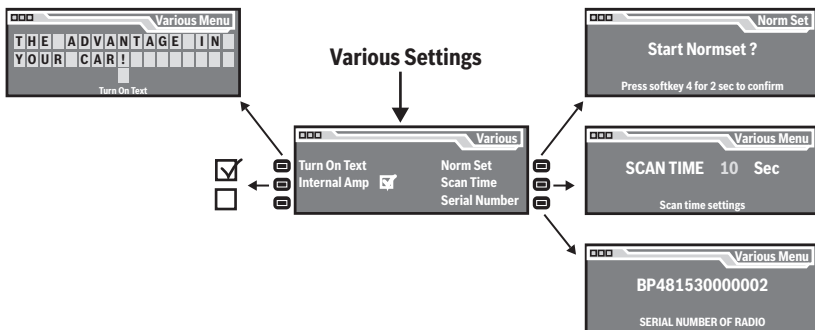 Various Menu
THE ADVANTAGE IN
YOUR CAR!
Turn On Text
Various Settings
Various
Turn On Text
Internal Amp
Norm Set
Scan Time
Serial Number
Norm Set
Start Normset ?
Press softkey 4 for 2 sec to confirm
Various Menu
SCAN TIME 10 Sec
Scan time settings
Various Menu
BP481530000002
SERIAL NUMBER OF RADIO